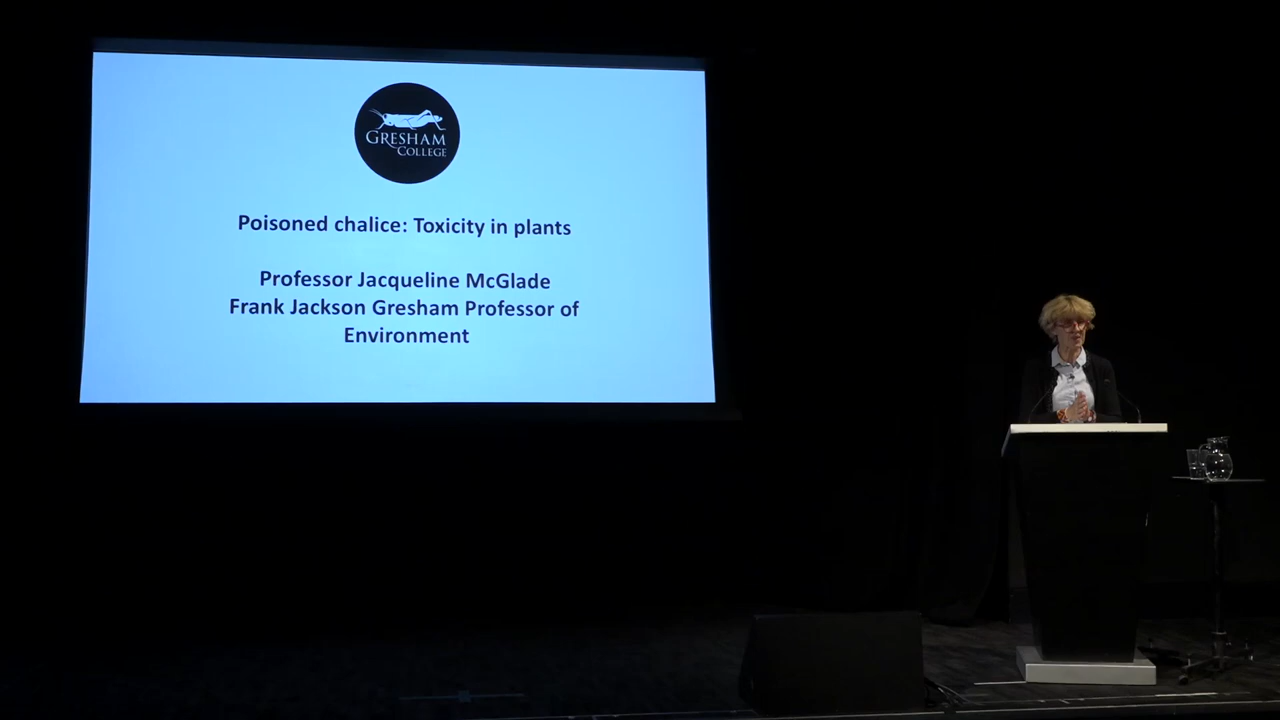 GRESHAM
COLLEGE
Poisoned chalice: Toxicity in plants
Professor Jacqueline McGlade
Frank Jackson Gresham Professor of
Environment